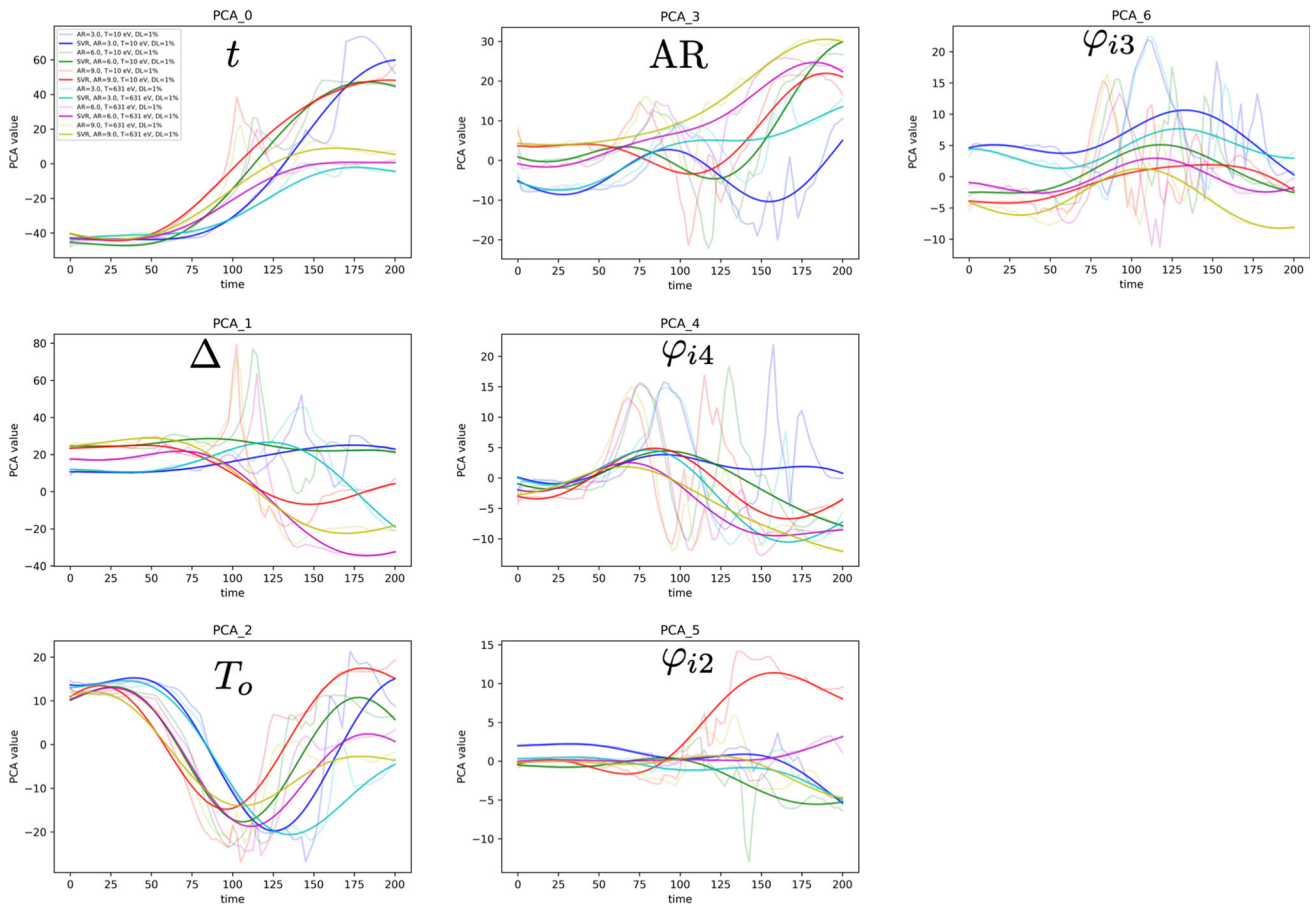 PCA_0
t
AR=3.0, T=10 eV, DL=1%
SVR, AR=3.0, T=10 eV, DL=1%
AR=6.0, T=10 eV, DL=1%
SVR, AR=6.0, T=10 eV, DL=1%
AR=9.0, T=10 eV, DL=1%
SVR, AR=9.0, T=10 eV, DL=1%
AR=3.0, T=631 eV, DL=1%
SVR, AR=3.0, T=631 eV, DL=1%
AR=6.0, T=631 eV, DL=1%
SVR, AR=6.0, T=631 eV, DL=1%
AR=9.0, T=631 eV, DL=1%
SVR, AR=9.0, T=631 eV, DL=1%
PCA value
60
40
20
0
−20
−40
0 25 50 75 100 125 150 175 200
time
PCA_3
AR
PCA value
30
20
10
0
−10
−20
0 25 50 75 100 125 150 175 200
time
PCA_6
φi3
PCA value
20
15
10
5
0
−5
−10
0 25 50 75 100 125 150 175 200
time
PCA_1
Δ
PCA value
80
60
40
20
0
−20
−40
0 25 50 75 100 125 150 175 200
time
PCA_4
φi4
PCA value
20
15
10
5
0
−5
−10
0 25 50 75 100 125 150 175 200
time
PCA_2
To
PCA value
20
10
0
−10
−20
0 25 50 75 100 125 150 175 200
time
PCA_5
φi2
PCA value
15
10
5
0
−5
−10
0 25 50 75 100 125 150 175 200
time